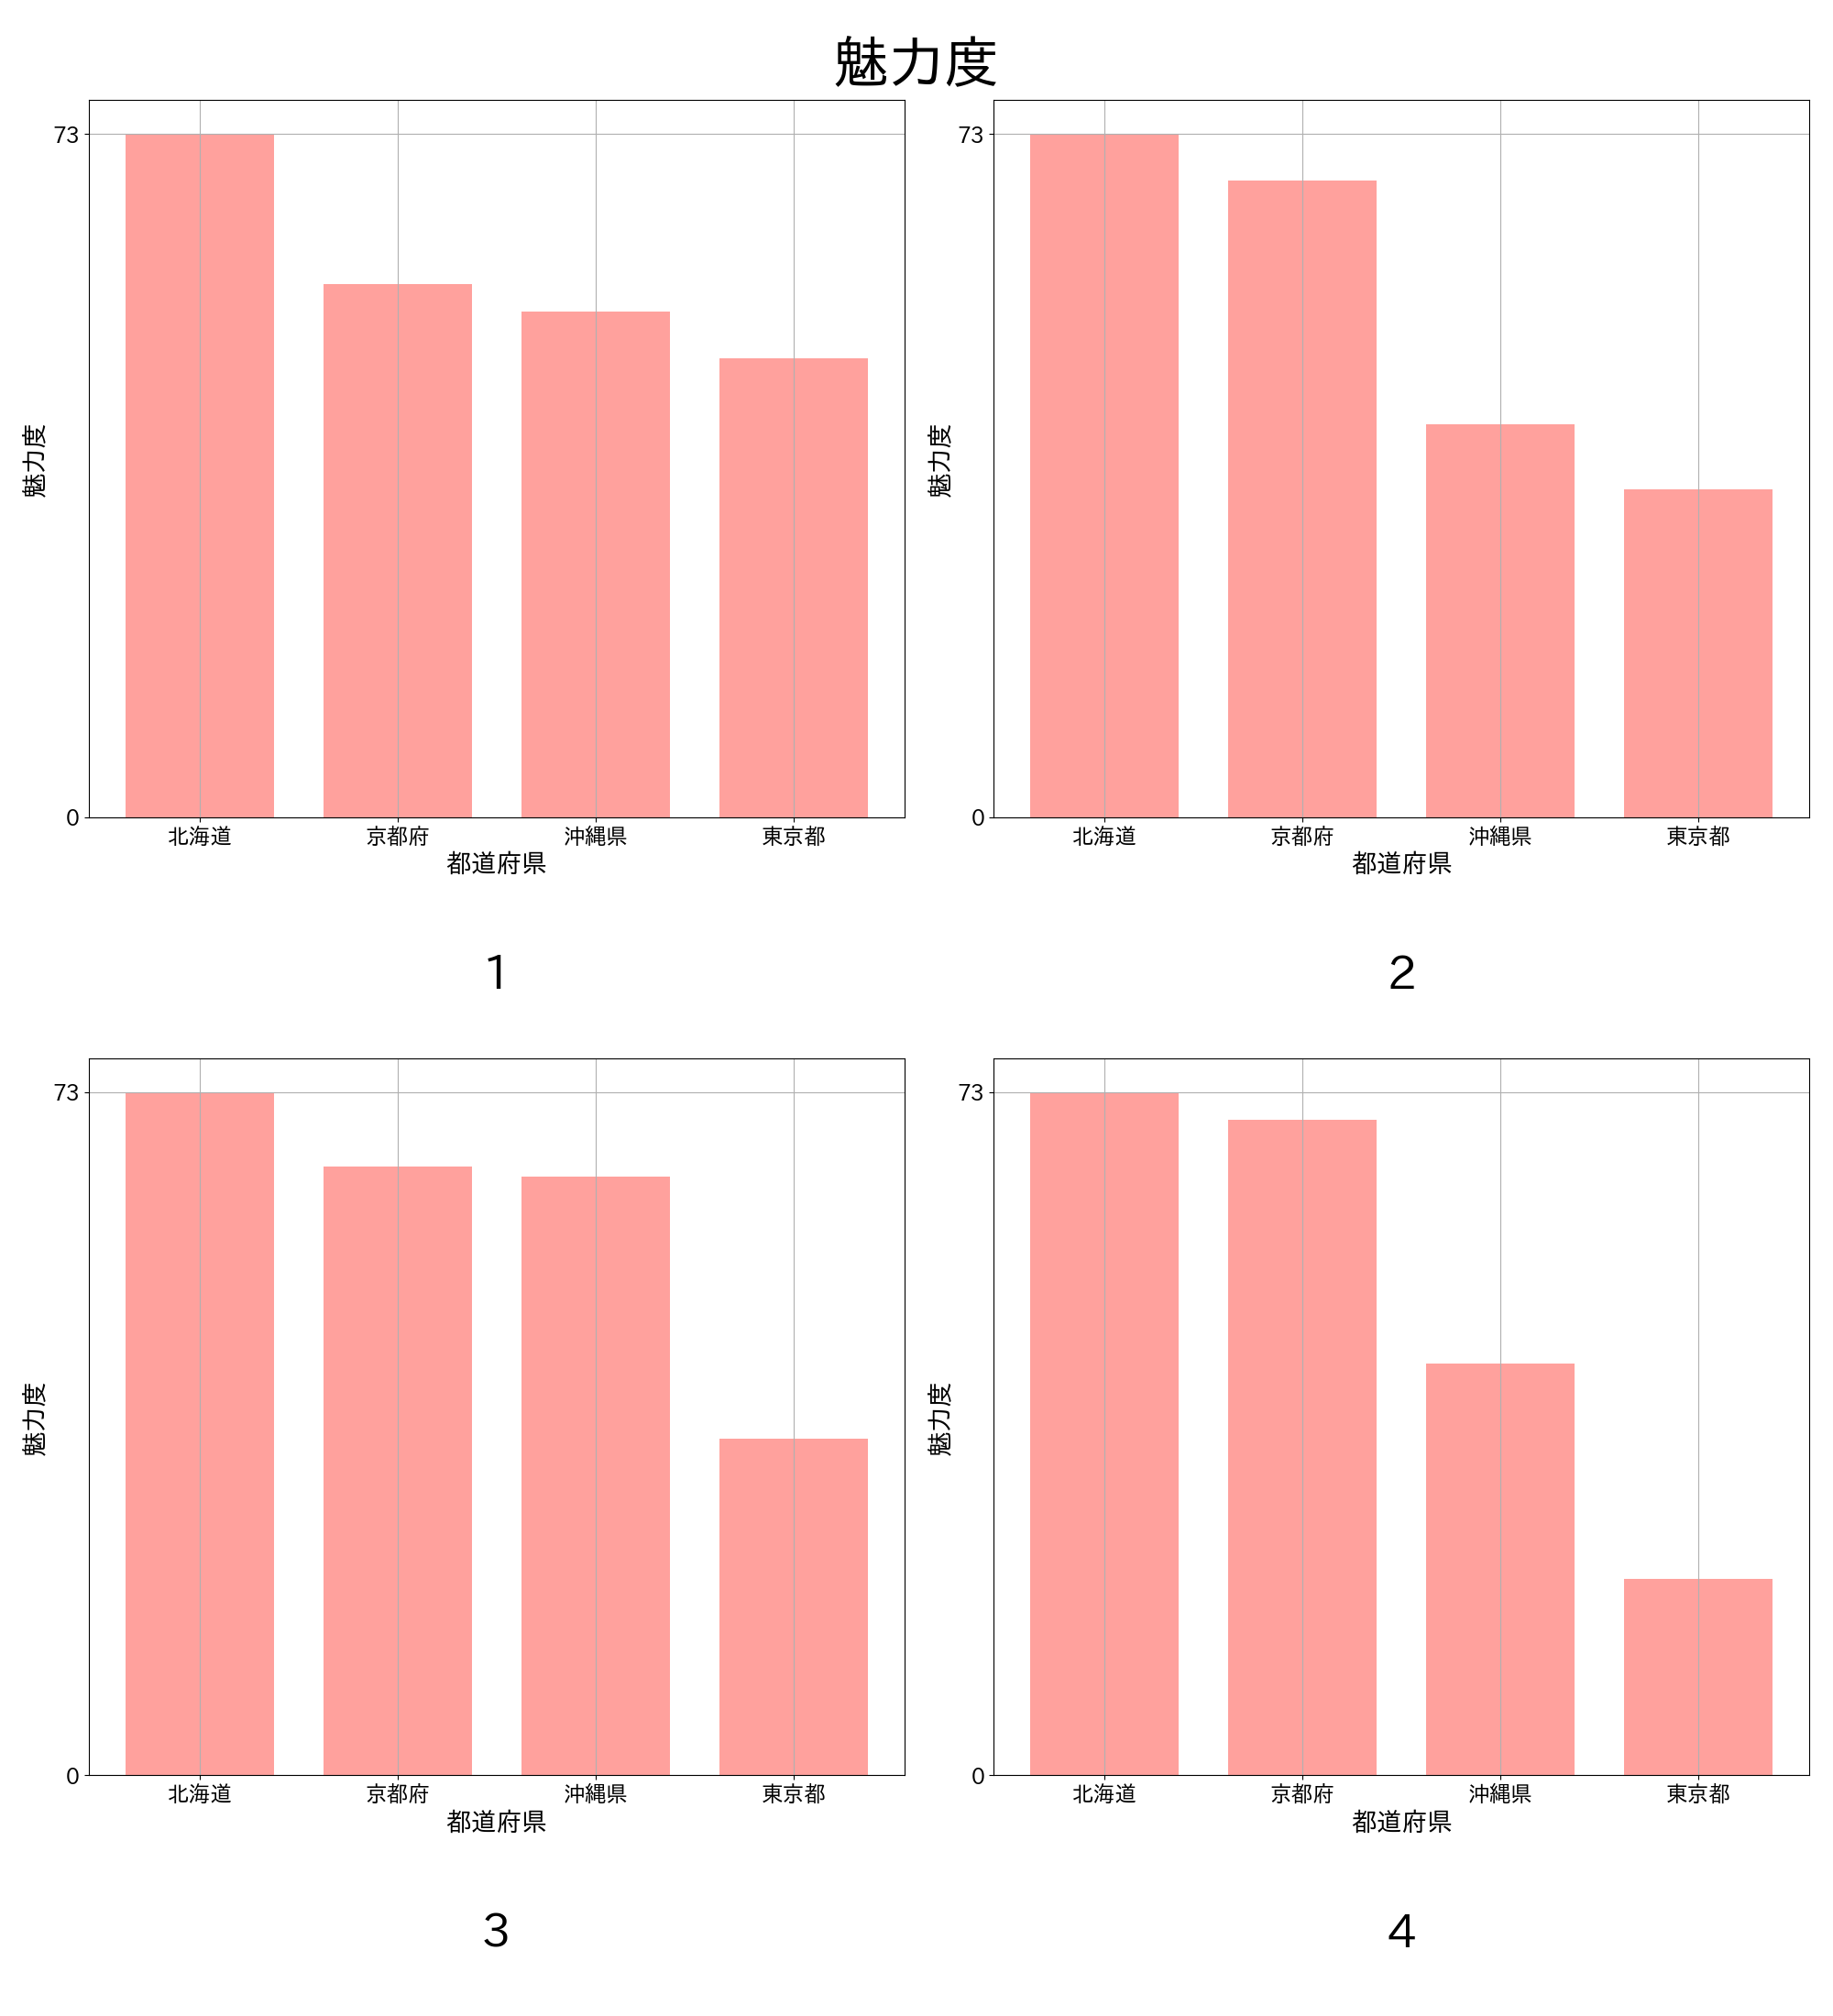 魅力度
73
0
魅力度
北海道 京都府 沖縄県 東京都
都道府県
1
73
0
魅力度
北海道 京都府 沖縄県 東京都
都道府県
2
73
0
魅力度
北海道 京都府 沖縄県 東京都
都道府県
3
73
0
魅力度
北海道 京都府 沖縄県 東京都
都道府県
4